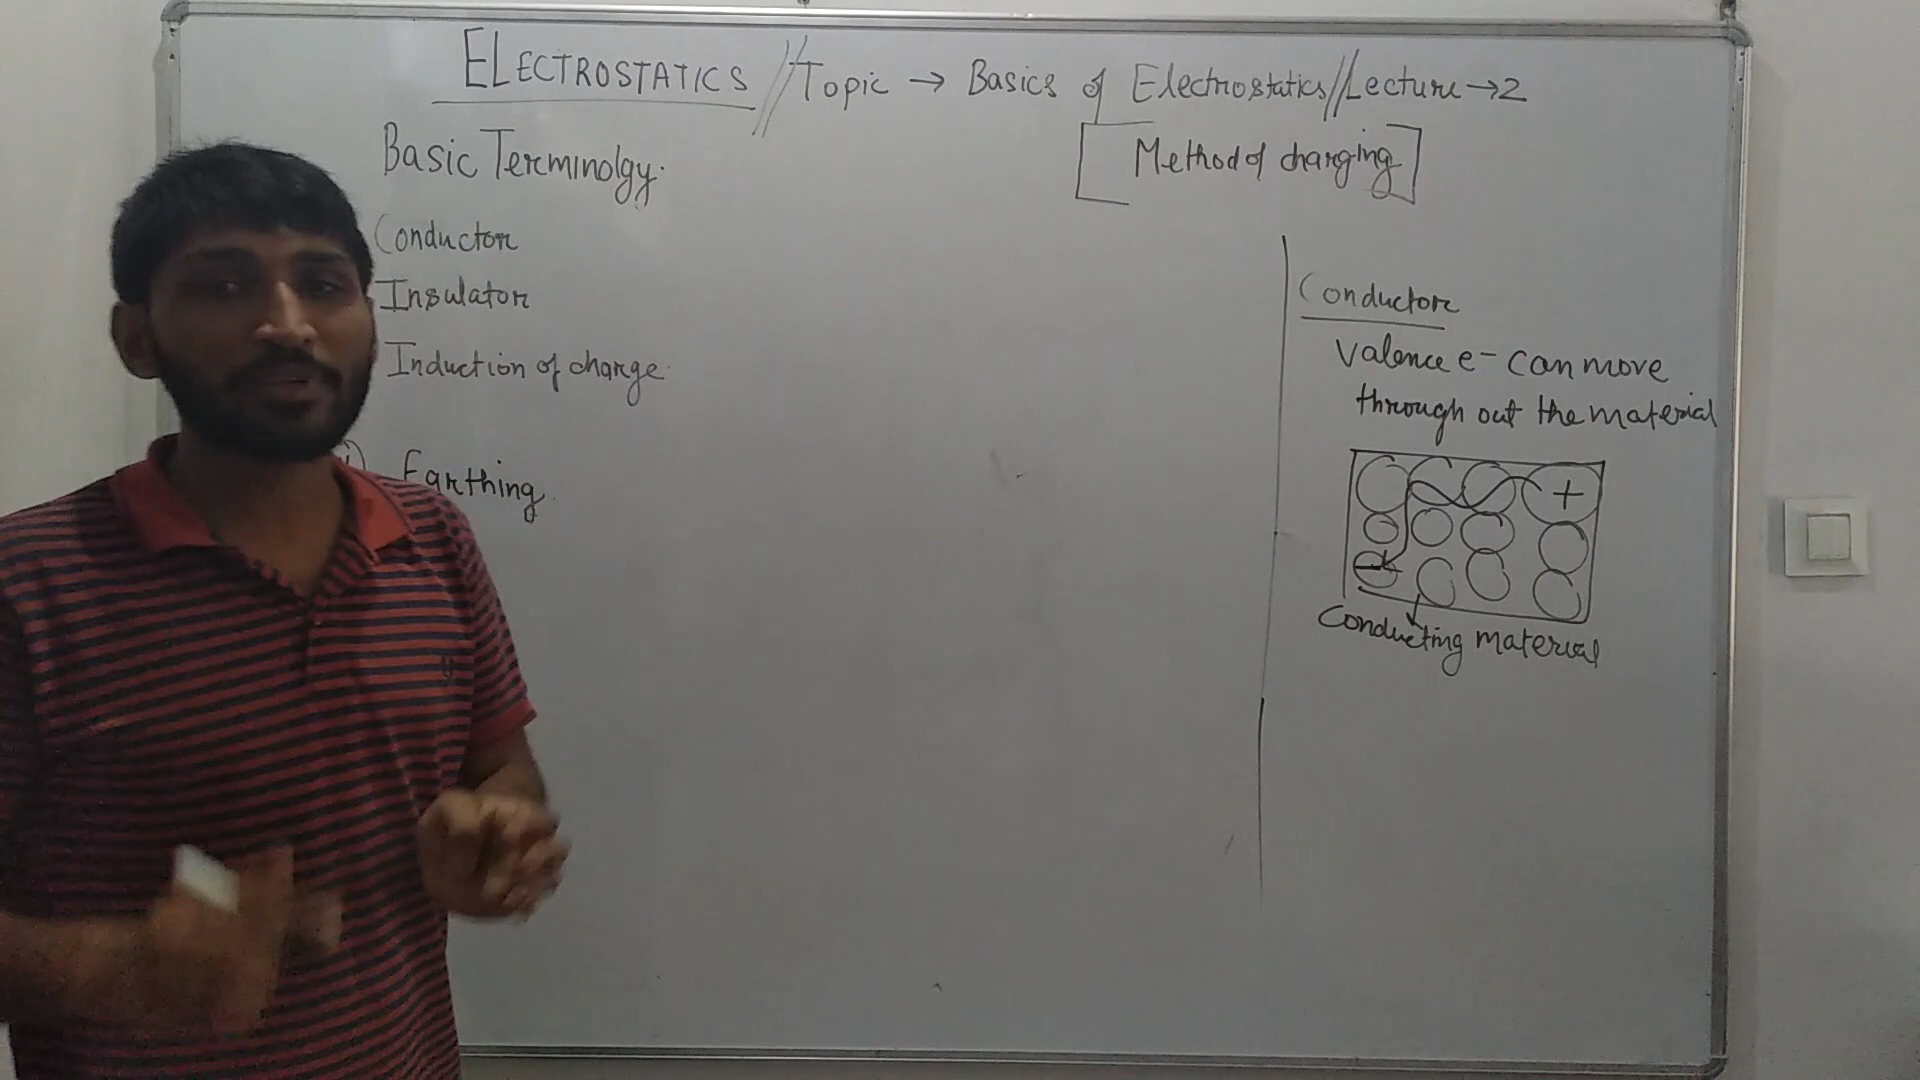 ELECTROSTATICS // Topic → Basics of Electrostatics // Lecture → 2
[Method of charging]
Basic Terminolgy.
Conductor
Insulator
Induction of charge.
Earthing.
Conductor
Valence e- can move
through out the material
+
-
Conducting material